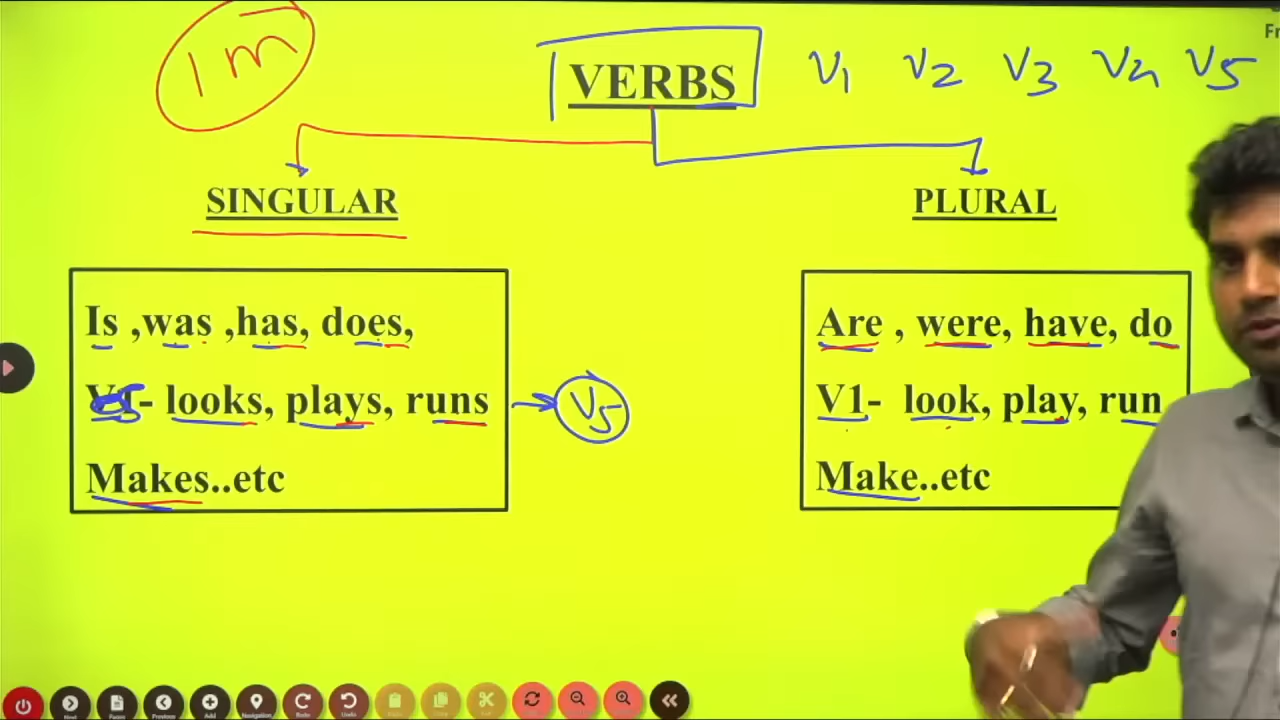 1 m
VERBS V1 V2 V3 V4 V5
SINGULAR
PLURAL
Is ,was ,has, does,
V5- looks, plays, runs → V5
Makes..etc
Are , were, have, do
V1- look, play, run
Make..etc